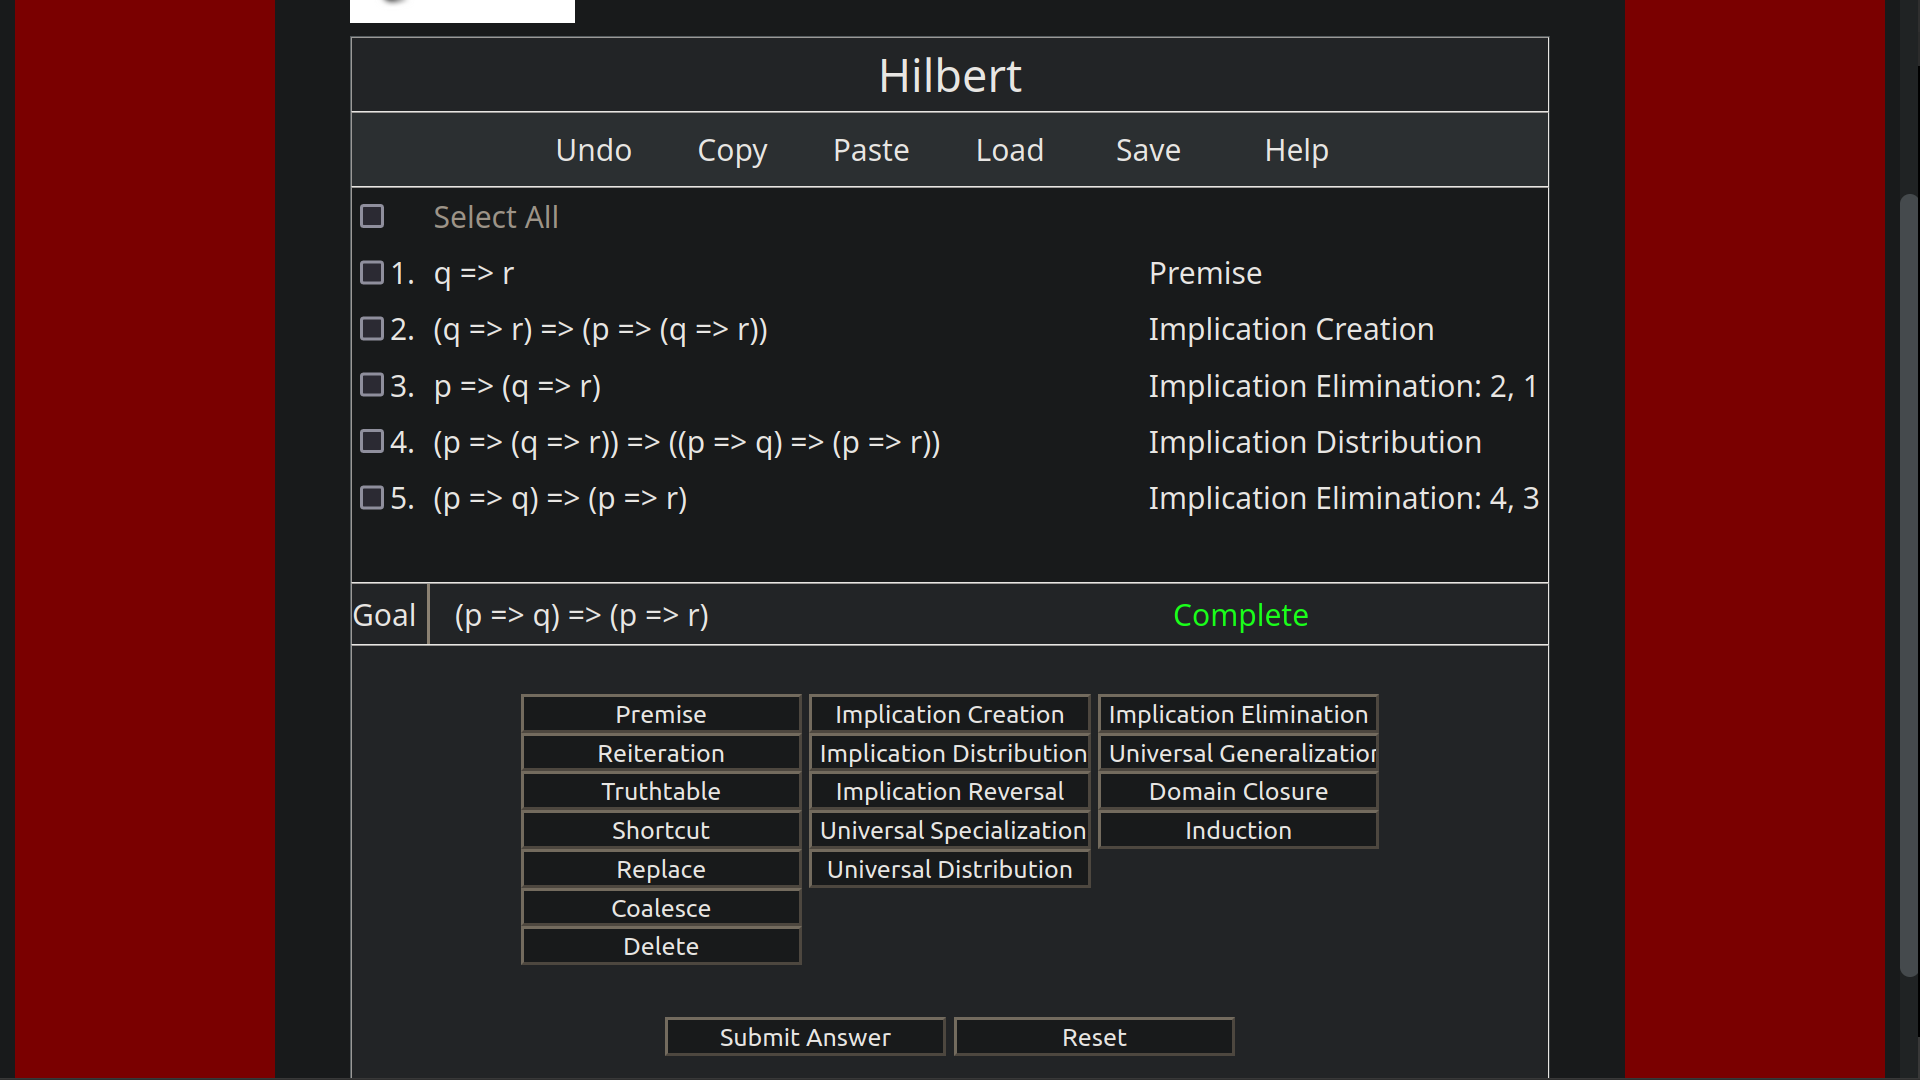 Hilbert
Undo Copy Paste Load Save Help
Select All
1. q => r Premise
2. (q => r) => (p => (q => r)) Implication Creation
3. p => (q => r) Implication Elimination: 2, 1
4. (p => (q => r)) => ((p => q) => (p => r)) Implication Distribution
5. (p => q) => (p => r) Implication Elimination: 4, 3
Goal (p => q) => (p => r) Complete
Premise Implication Creation Implication Elimination
Reiteration Implication Distribution Universal Generalization
Truthtable Implication Reversal Domain Closure
Shortcut Universal Specialization Induction
Replace Universal Distribution
Coalesce
Delete
Submit Answer Reset